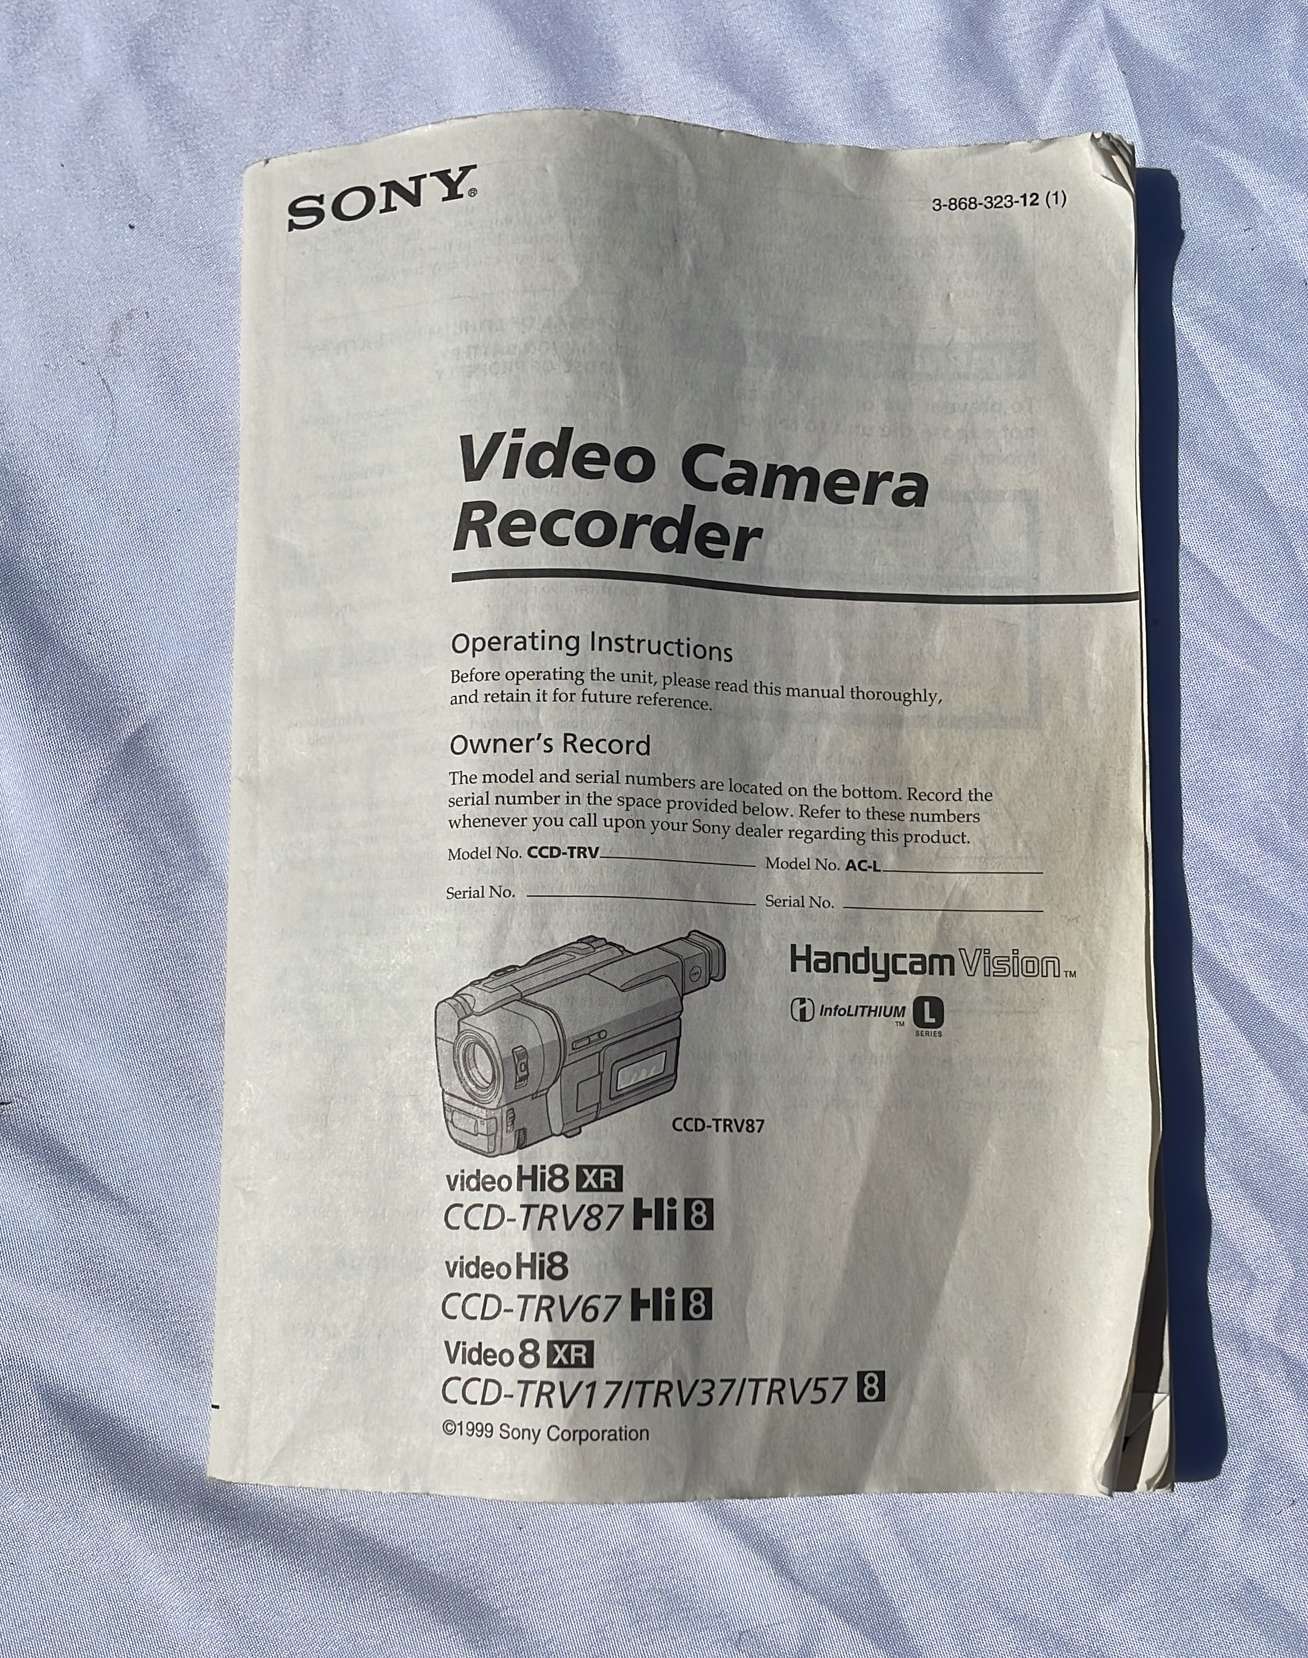 SONY®
3-868-323-12 (1)
Video Camera
Recorder
Operating Instructions
Before operating the unit, please read this manual thoroughly,
and retain it for future reference.
Owner's Record
The model and serial numbers are located on the bottom. Record the
serial number in the space provided below. Refer to these numbers
whenever you call upon your Sony dealer regarding this product.
Model No. CCD-TRV Model No. AC-L
Serial No. Serial No.
Handycam Vision™
InfoLITHIUM™ L SERIES
CCD-TRV87
video Hi8 XR
CCD-TRV87 Hi8
video Hi8
CCD-TRV67 Hi8
Video 8 XR
CCD-TRV17/TRV37/TRV57 8
©1999 Sony Corporation